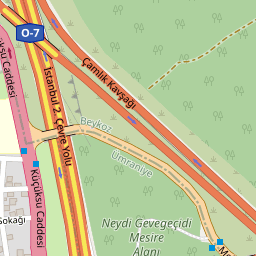 O-7
Küçüksu Caddesi
İstanbul 2. Çevre Yolu
Çamlık Kavşağı
Beykoz
Ümraniye
Küçüksu Caddesi
Sokağı
Neydi Gevegeçidi
Mesire
Alanı